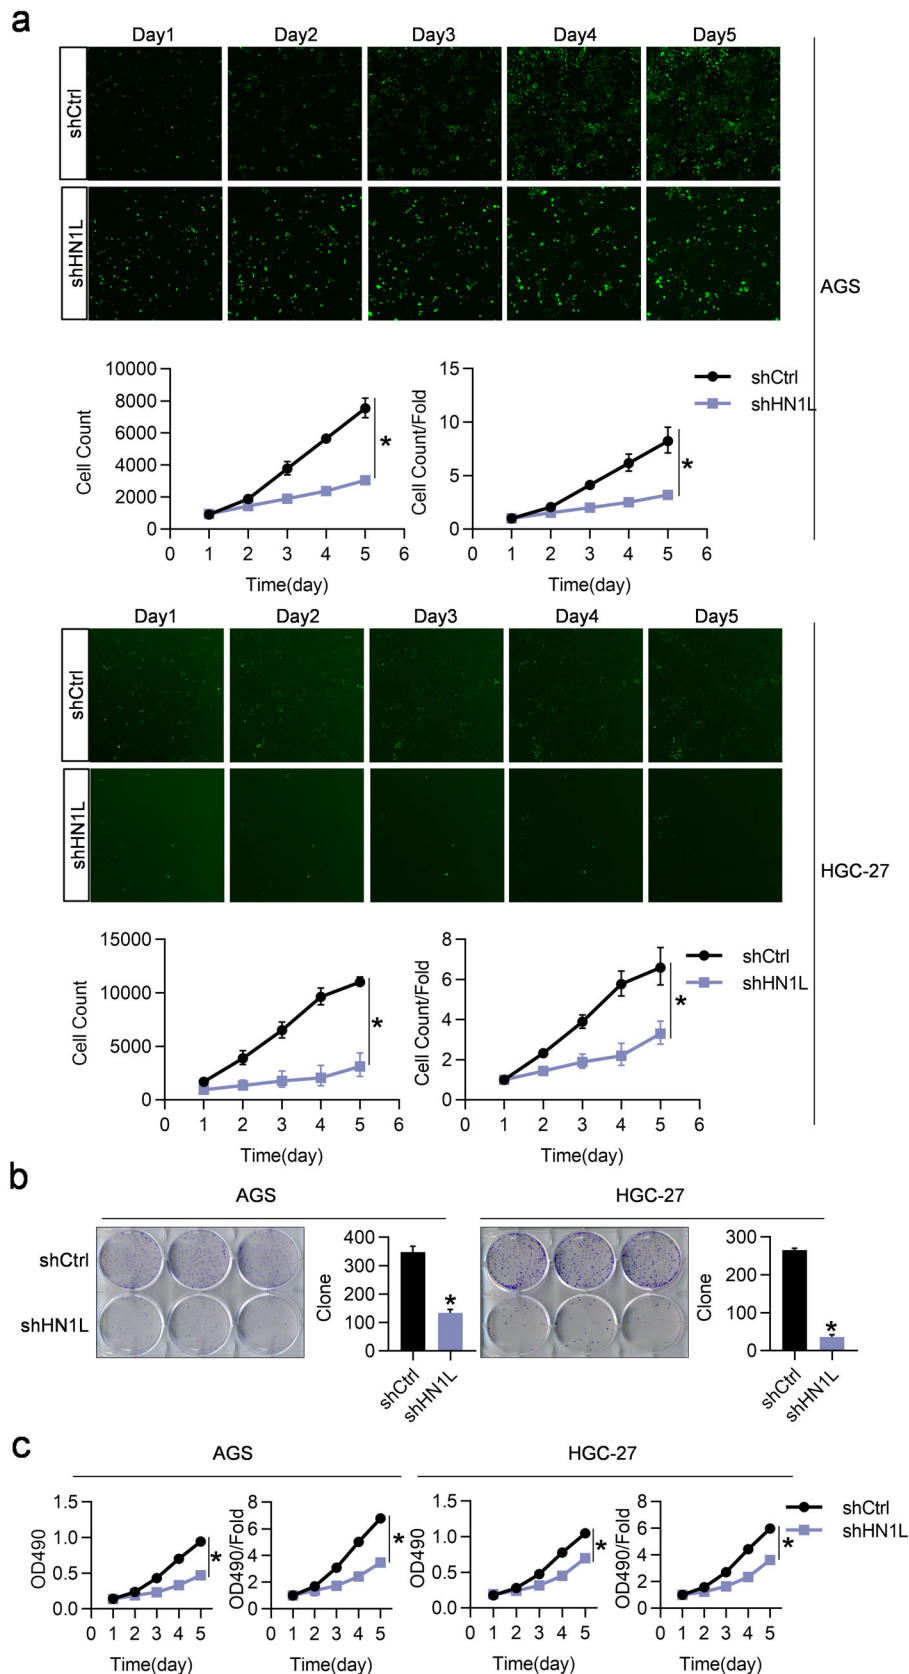 a
Day1 Day2 Day3 Day4 Day5
shCtrl
shHN1L
AGS
Cell Count
10000
8000
6000
4000
2000
0
0 1 2 3 4 5 6
Time(day)
*
Cell Count/Fold
15
10
5
0
0 1 2 3 4 5 6
Time(day)
*
shCtrl
shHN1L
Day1 Day2 Day3 Day4 Day5
shCtrl
shHN1L
HGC-27
Cell Count
15000
10000
5000
0
0 1 2 3 4 5 6
Time(day)
*
Cell Count/Fold
8
6
4
2
0
0 1 2 3 4 5 6
Time(day)
*
shCtrl
shHN1L
b
AGS
HGC-27
shCtrl
shHN1L
Clone
400
300
200
100
0
*
shCtrl
shHN1L
Clone
300
200
100
0
*
shCtrl
shHN1L
c
AGS
HGC-27
OD490
1.5
1.0
0.5
0.0
0 1 2 3 4 5
Time(day)
*
OD490/Fold
8
6
4
2
0
0 1 2 3 4 5
Time(day)
*
OD490
1.5
1.0
0.5
0.0
0 1 2 3 4 5
Time(day)
*
OD490/Fold
8
6
4
2
0
0 1 2 3 4 5
Time(day)
*
shCtrl
shHN1L